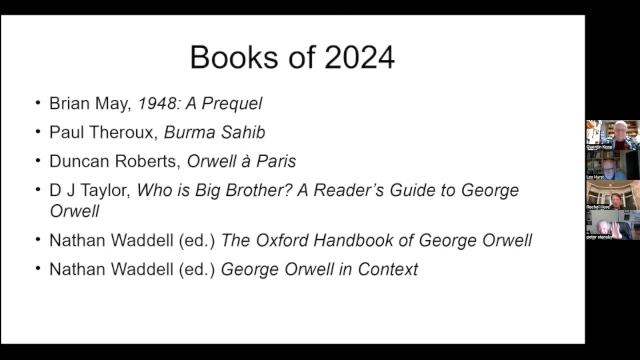 Books of 2024
• Brian May, 1948: A Prequel
• Paul Theroux, Burma Sahib
• Duncan Roberts, Orwell à Paris
• D J Taylor, Who is Big Brother? A Reader’s Guide to George
Orwell
• Nathan Waddell (ed.) The Oxford Handbook of George Orwell
• Nathan Waddell (ed.) George Orwell in Context